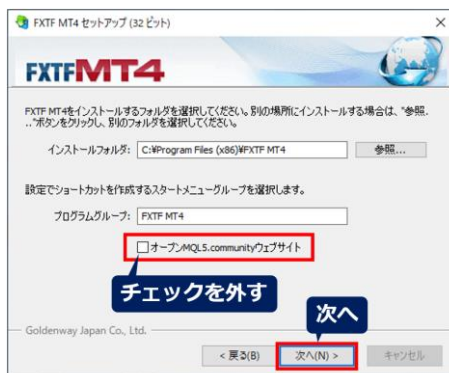 FXTF MT4 セットアップ (32 ビット)
FXTFMT4
FXTF MT4をインストールするフォルダを選択してください。別の場所にインストールする場合は、"参照.
.."ボタンをクリックし、別のフォルダを選択してください。
インストールフォルダ: C:¥Program Files (x86)¥FXTF MT4 参照...
設定でショートカットを作成するスタートメニューグループを選択します。
プログラムグループ: FXTF MT4
オープンMQL5.communityウェブサイト
チェックを外す
次へ
Goldenway Japan Co., Ltd.
< 戻る(B) 次へ(N) > キャンセル